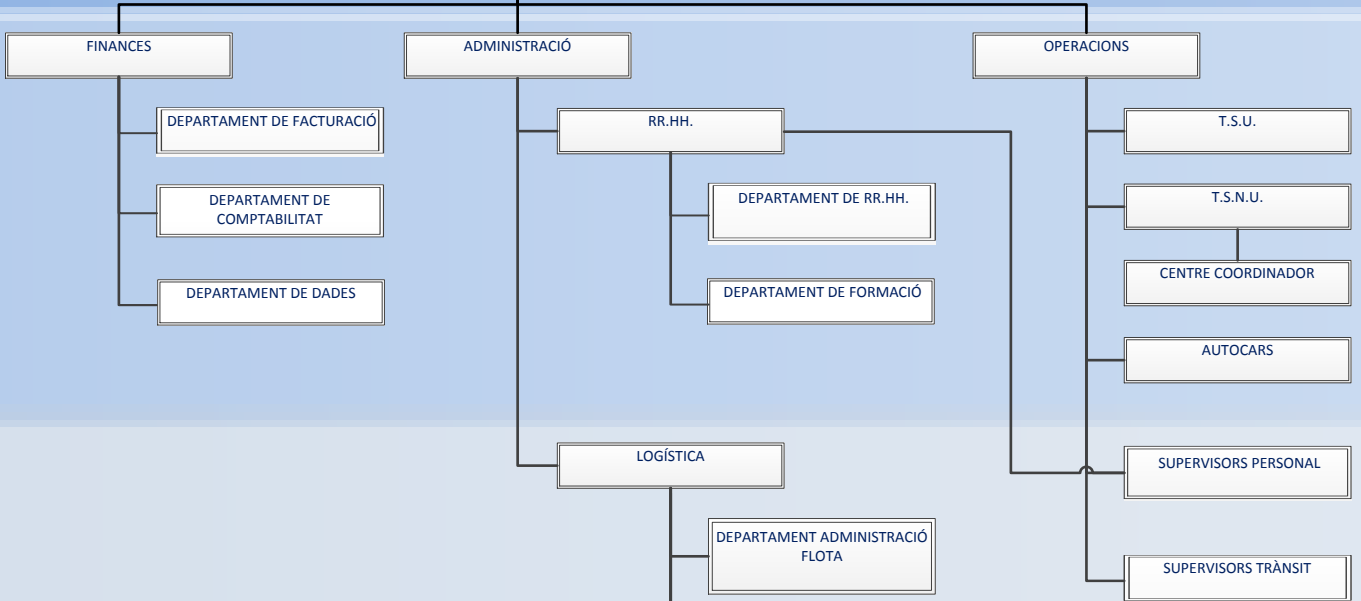 FINANCES
ADMINISTRACIÓ
OPERACIONS
DEPARTAMENT DE FACTURACIÓ
RR.HH.
T.S.U.
DEPARTAMENT DE
COMPTABILITAT
DEPARTAMENT DE RR.HH.
T.S.N.U.
CENTRE COORDINADOR
DEPARTAMENT DE DADES
DEPARTAMENT DE FORMACIÓ
AUTOCARS
LOGÍSTICA
SUPERVISORS PERSONAL
DEPARTAMENT ADMINISTRACIÓ
FLOTA
SUPERVISORS TRÀNSIT